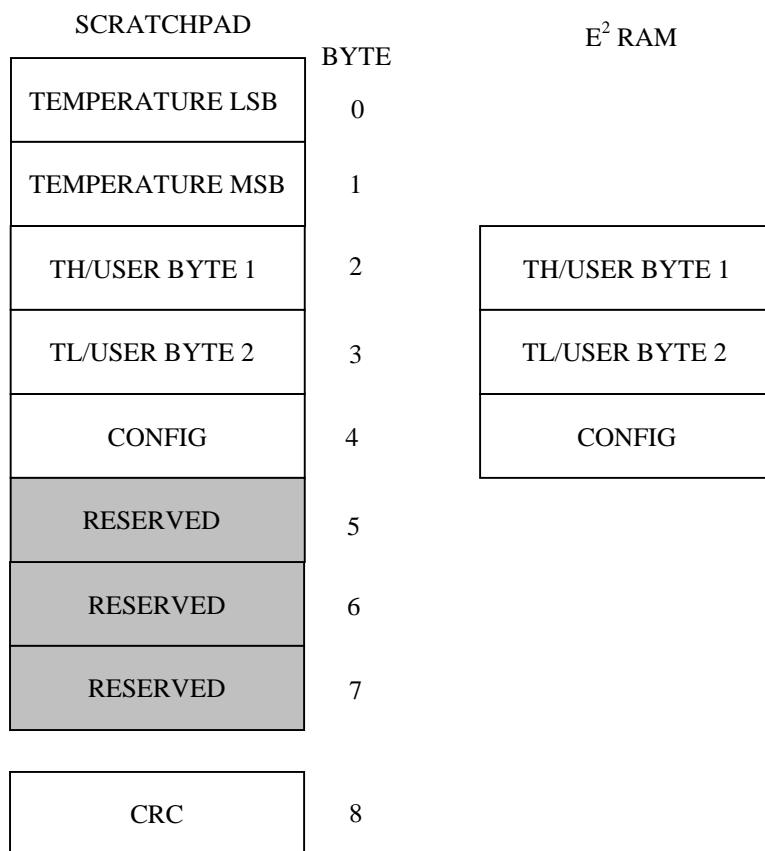 SCRATCHPAD
BYTE
E² RAM
TEMPERATURE LSB 0
TEMPERATURE MSB 1
TH/USER BYTE 1 2 TH/USER BYTE 1
TL/USER BYTE 2 3 TL/USER BYTE 2
CONFIG 4 CONFIG
RESERVED 5
RESERVED 6
RESERVED 7
CRC 8